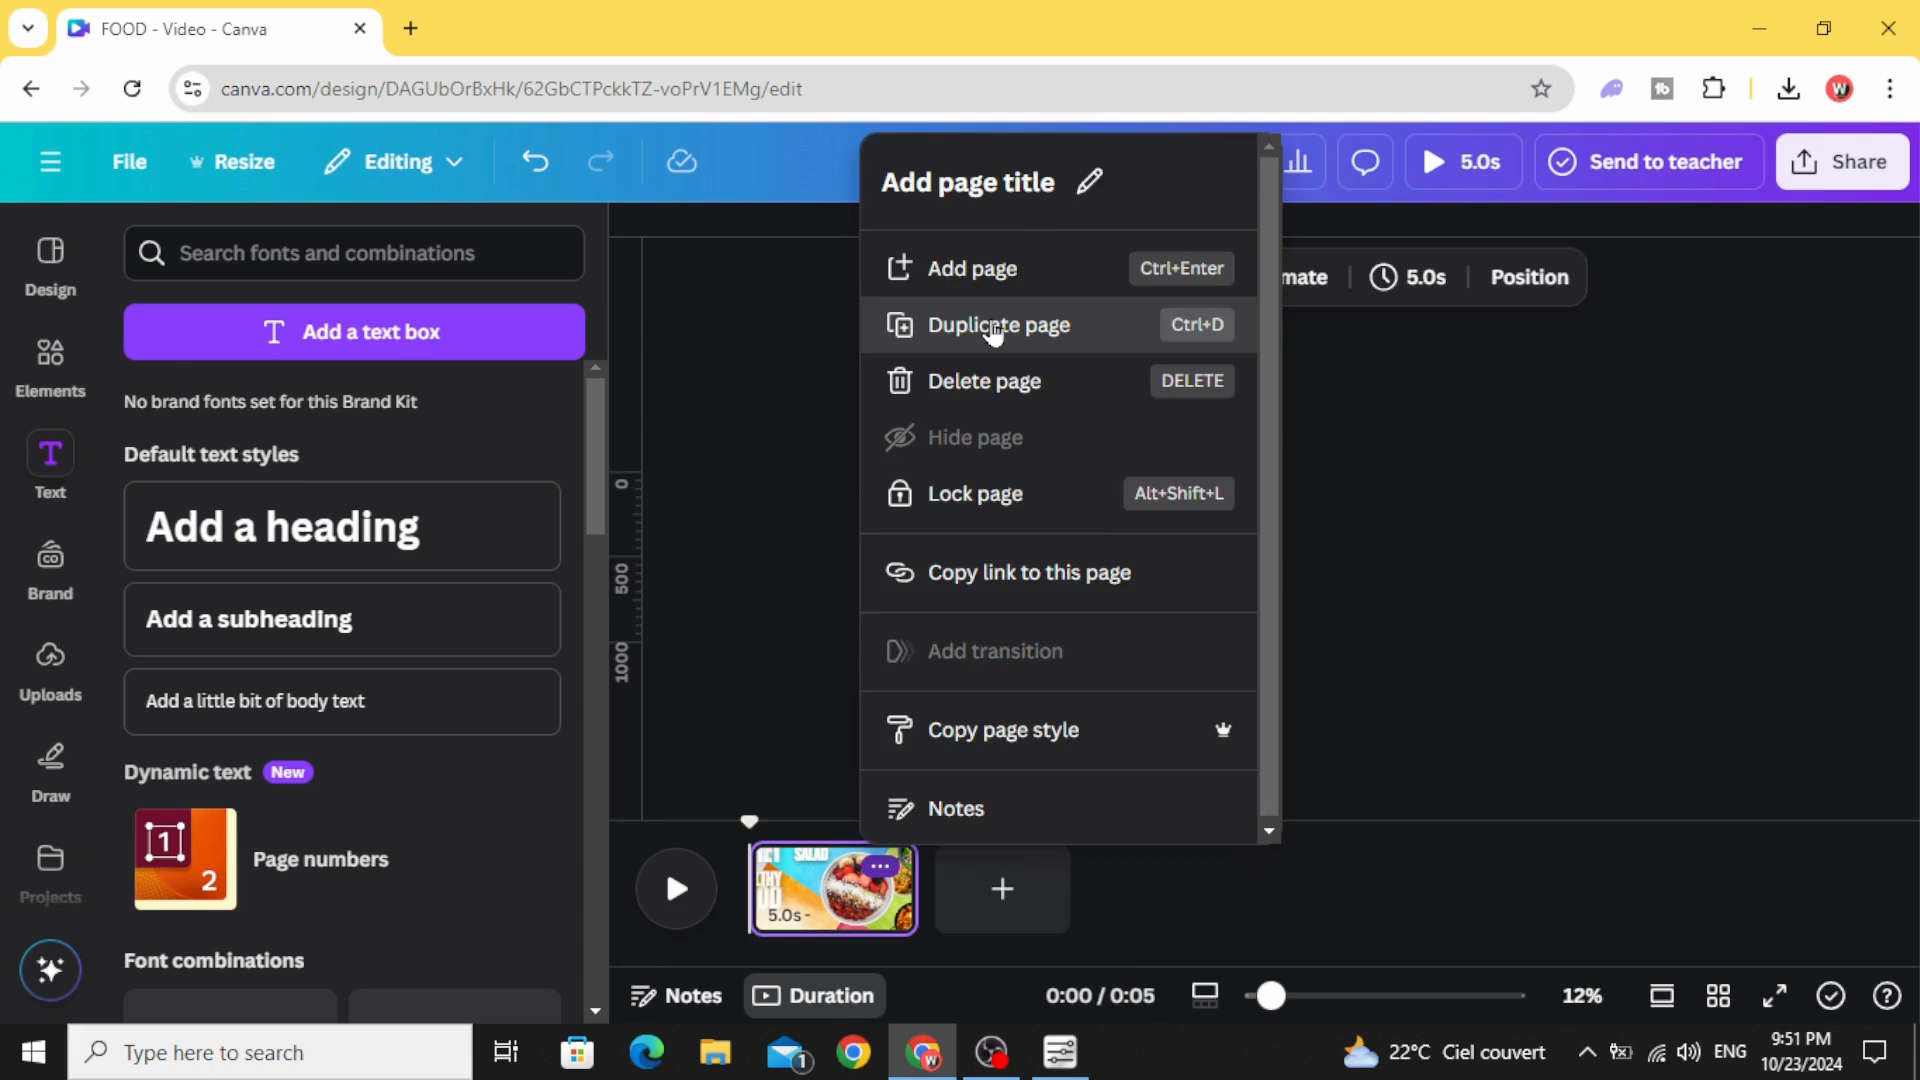 FOOD - Video - Canva
canva.com/design/DAGUbOrBxHk/62GbCTPckkTZ-voPrV1EMg/edit
File
Resize
Editing
5.0s
Send to teacher
Share
Design
Elements
Text
Brand
Uploads
Draw
Projects
Search fonts and combinations
Add a text box
No brand fonts set for this Brand Kit
Default text styles
Add a heading
Add a subheading
Add a little bit of body text
Dynamic text New
1
2
Page numbers
Font combinations
Add page title
Add page Ctrl+Enter
Duplicate page Ctrl+D
Delete page DELETE
Hide page
Lock page Alt+Shift+L
Copy link to this page
Add transition
Copy page style
Notes
mate
5.0s
Position
0
500
1000
SALAD
5.0s -
Notes
Duration
0:00 / 0:05
12%
Type here to search
1
22°C Ciel couvert
ENG
9:51 PM
10/23/2024